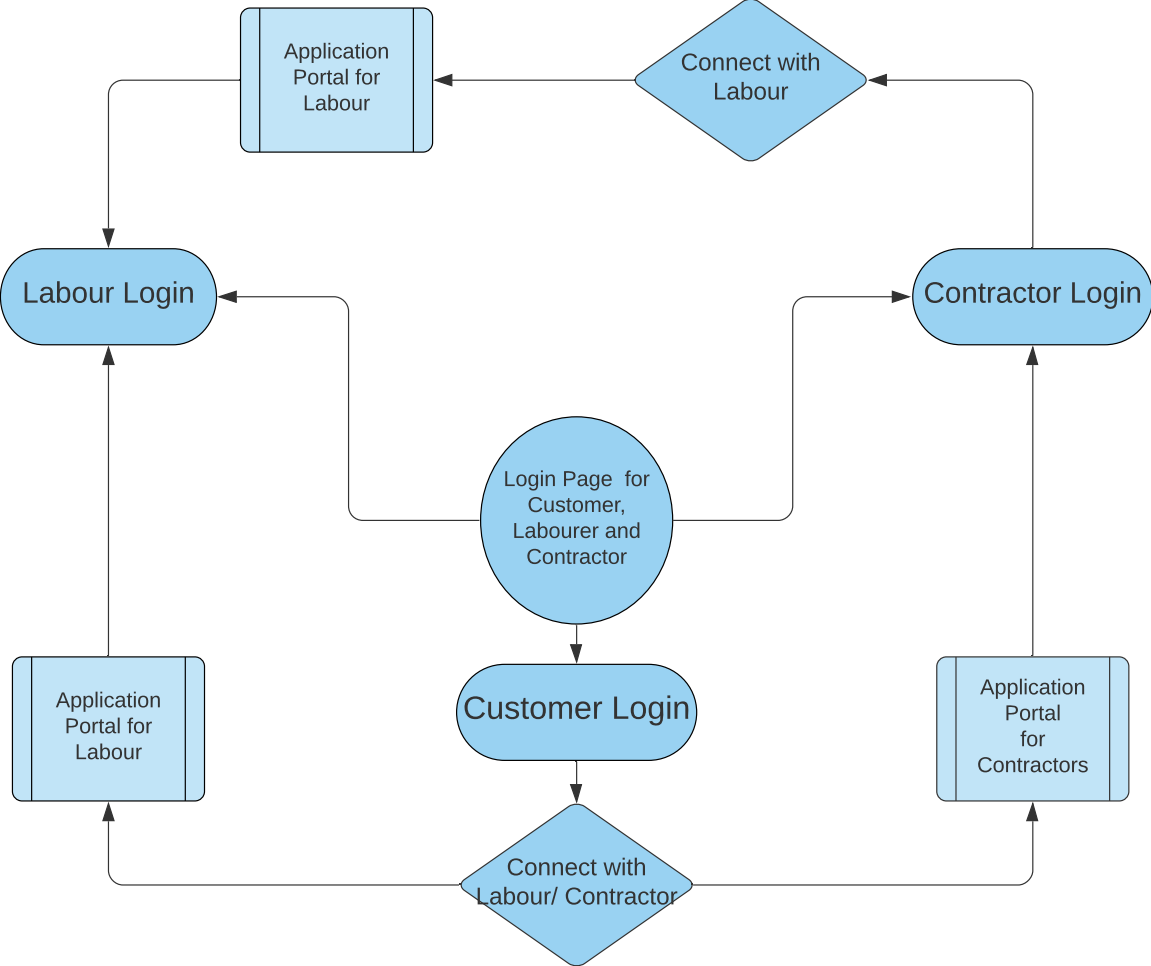 Application
Portal for
Labour
Connect with
Labour
Labour Login
Contractor Login
Login Page  for
Customer,
Labourer and
Contractor
Customer Login
Application
Portal for
Labour
Application
Portal
for
Contractors
Connect with
Labour/ Contractor